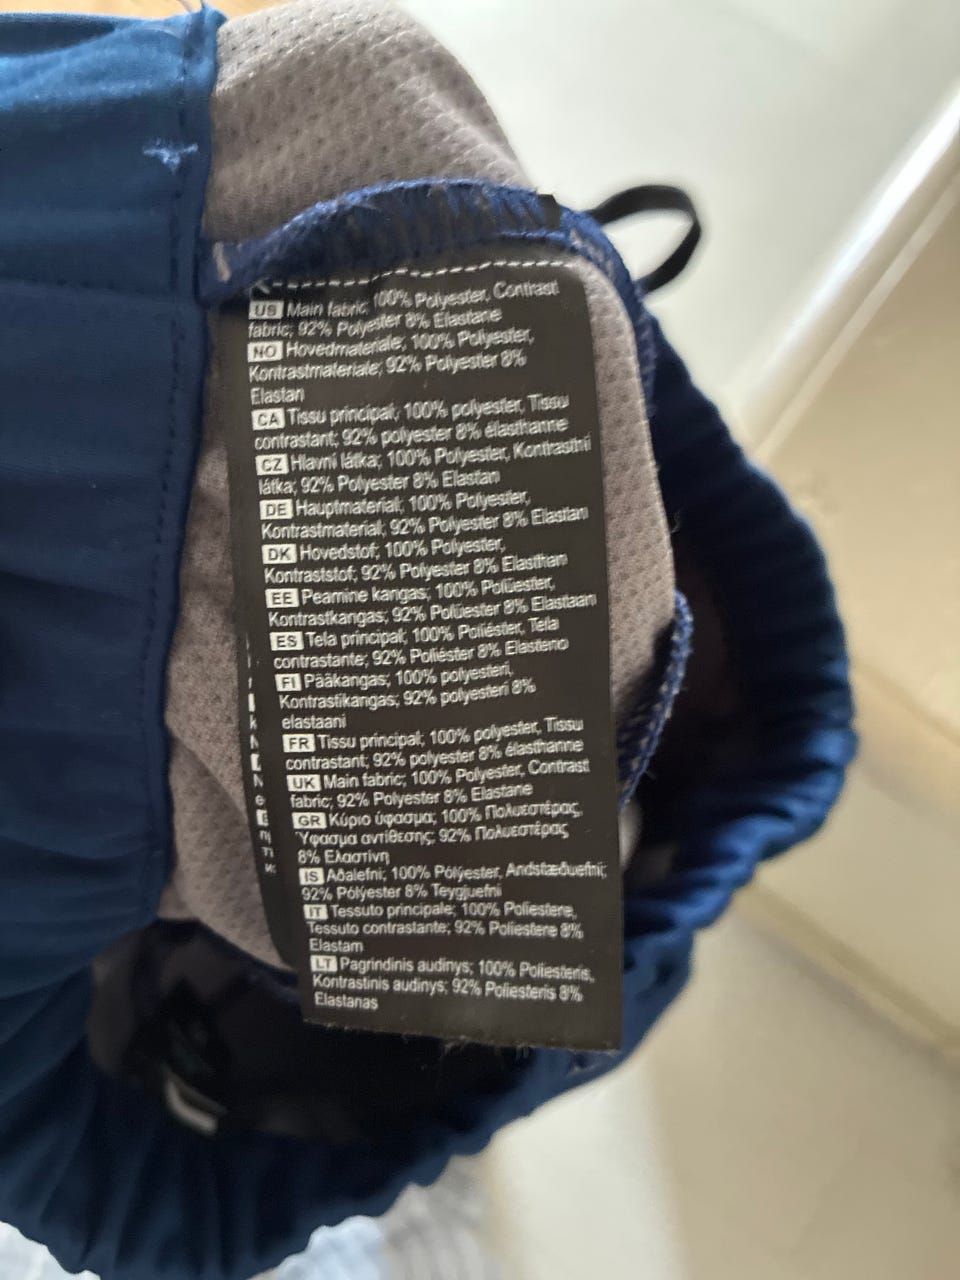 US Main fabric; 100% Polyester, Contrast
fabric; 92% Polyester 8% Elastane
NO Hovedmateriale; 100% Polyester,
Kontrastmateriale; 92% Polyester 8%
Elastan
CA Tissu principal; 100% polyester, Tissu
contrastant; 92% polyester 8% élasthanne
CZ Hlavní látka; 100% Polyester, Kontrastní
látka; 92% Polyester 8% Elastan
DE Hauptmaterial; 100% Polyester,
Kontrastmaterial; 92% Polyester 8% Elastan
DK Hovedstof; 100% Polyester,
Kontraststof; 92% Polyester 8% Elasthan
EE Peamine kangas; 100% Polüester,
Kontrastkangas; 92% Polüester 8% Elastaan
ES Tela principal; 100% Poliéster, Tela
contrastante; 92% Poliéster 8% Elasteno
FI Pääkangas; 100% polyesteri,
Kontrastikangas; 92% polyesteri 8%
elastaani
FR Tissu principal; 100% polyester, Tissu
contrastant; 92% polyester 8% élasthanne
UK Main fabric; 100% Polyester, Contrast
fabric; 92% Polyester 8% Elastane
GR Κύριο ύφασμα; 100% Πολυεστέρας,
Ύφασμα αντίθεσης; 92% Πολυεστέρας
8% Ελαστίνη
IS Aðalefni; 100% Pólýester, Andstæðuefni;
92% Pólýester 8% Teygjuefni
IT Tessuto principale; 100% Poliestere,
Tessuto contrastante; 92% Poliestere 8%
Elastam
LT Pagrindinis audinys; 100% Poliesteris,
Kontrastinis audinys; 92% Poliesteris 8%
Elastanas